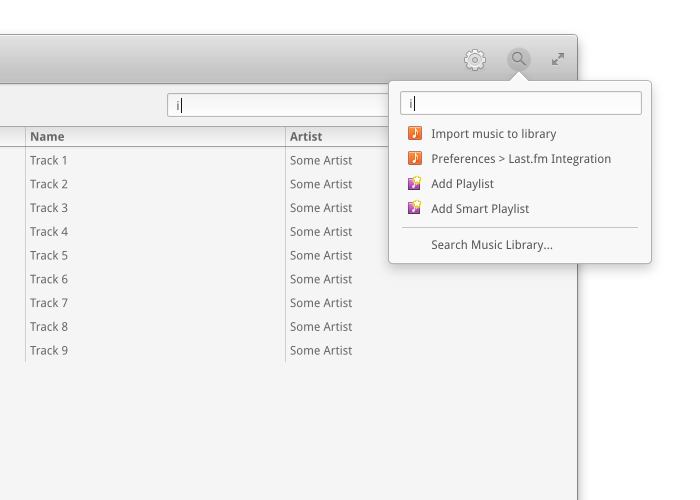 i
i
Import music to library
Preferences > Last.fm Integration
Add Playlist
Add Smart Playlist
Search Music Library...
Name Artist
Track 1 Some Artist
Track 2 Some Artist
Track 3 Some Artist
Track 4 Some Artist
Track 5 Some Artist
Track 6 Some Artist
Track 7 Some Artist
Track 8 Some Artist
Track 9 Some Artist